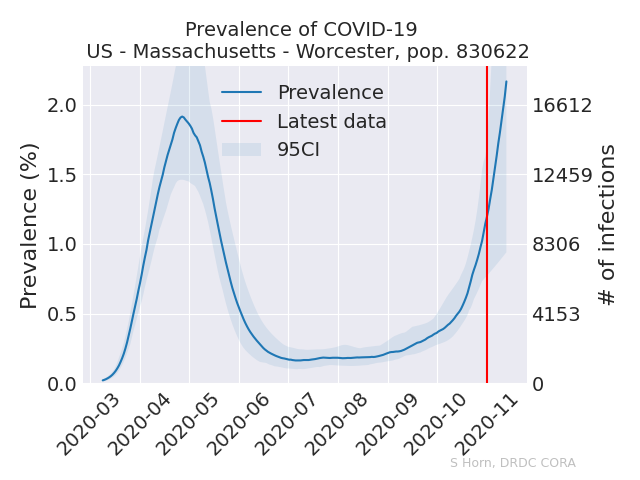 Prevalence of COVID-19
US - Massachusetts - Worcester, pop. 830622
Prevalence
Latest data
95CI
Prevalence (%)
2.0
1.5
1.0
0.5
0.0
16612
12459
8306
4153
0
# of infections
2020-03
2020-04
2020-05
2020-06
2020-07
2020-08
2020-09
2020-10
2020-11
S Horn, DRDC CORA